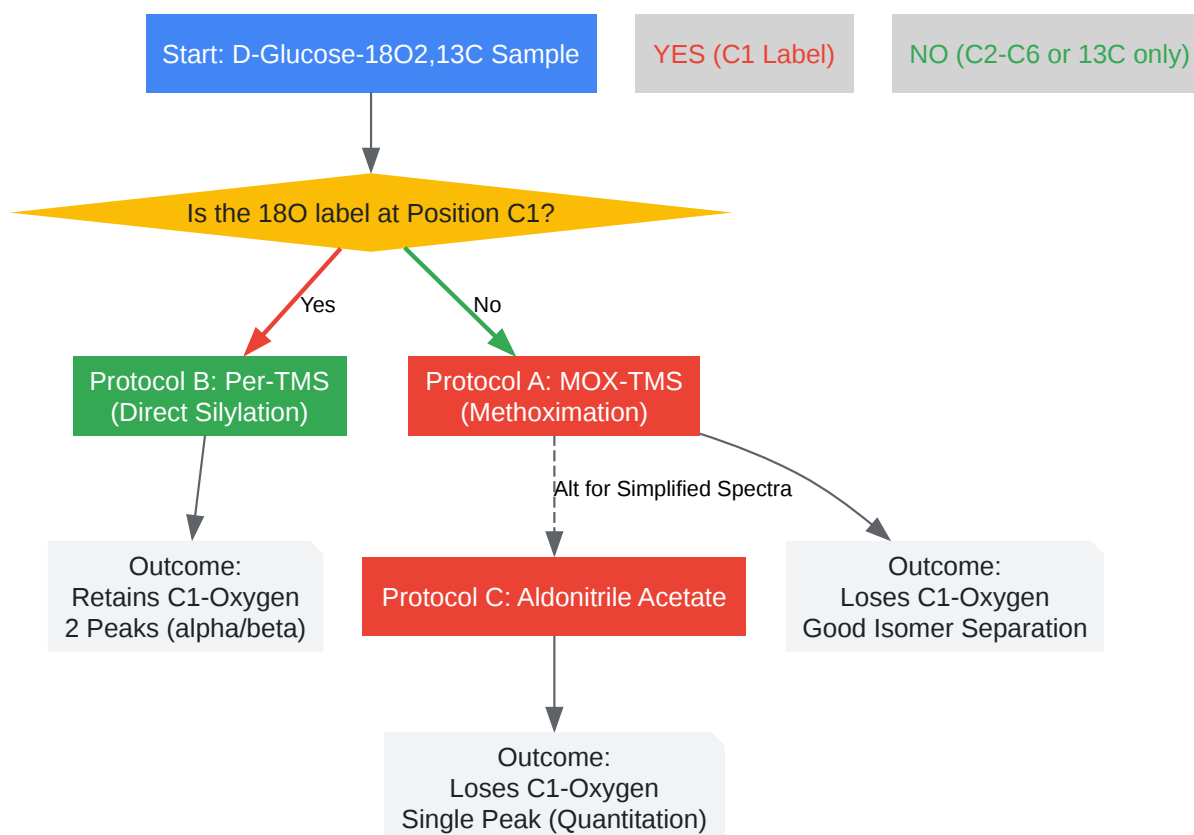 Start: D-Glucose-18O2,13C Sample
YES (C1 Label)
NO (C2-C6 or 13C only)
Is the 18O label at Position C1?
Yes
No
Protocol B: Per-TMS
(Direct Silylation)
Protocol A: MOX-TMS
(Methoximation)
Alt for Simplified Spectra
Outcome:
Retains C1-Oxygen
2 Peaks (alpha/beta)
Protocol C: Aldonitrile Acetate
Outcome:
Loses C1-Oxygen
Good Isomer Separation
Outcome:
Loses C1-Oxygen
Single Peak (Quantitation)